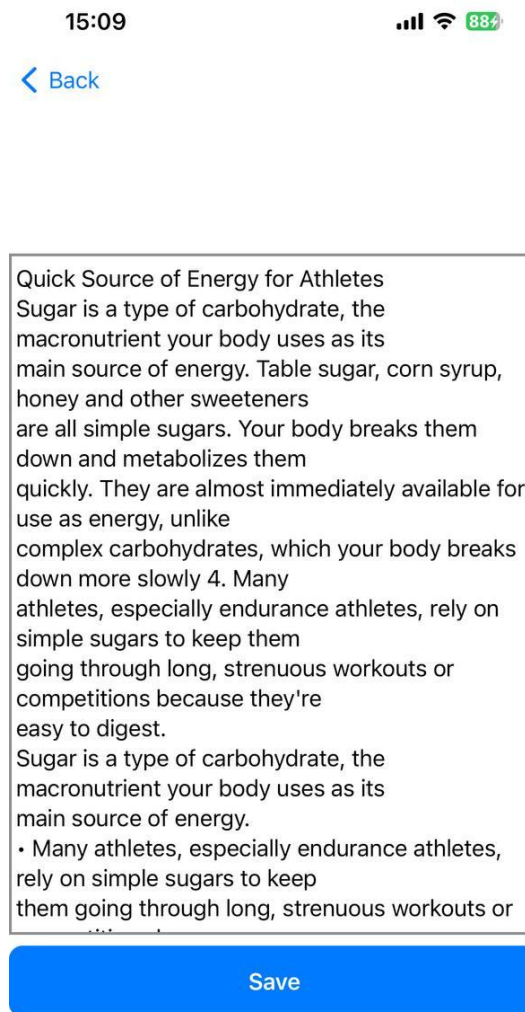 15:09
88
Back
Quick Source of Energy for Athletes
Sugar is a type of carbohydrate, the
macronutrient your body uses as its
main source of energy. Table sugar, corn syrup,
honey and other sweeteners
are all simple sugars. Your body breaks them
down and metabolizes them
quickly. They are almost immediately available for
use as energy, unlike
complex carbohydrates, which your body breaks
down more slowly 4. Many
athletes, especially endurance athletes, rely on
simple sugars to keep them
going through long, strenuous workouts or
competitions because they're
easy to digest.
Sugar is a type of carbohydrate, the
macronutrient your body uses as its
main source of energy.
• Many athletes, especially endurance athletes,
rely on simple sugars to keep
them going through long, strenuous workouts or
Save